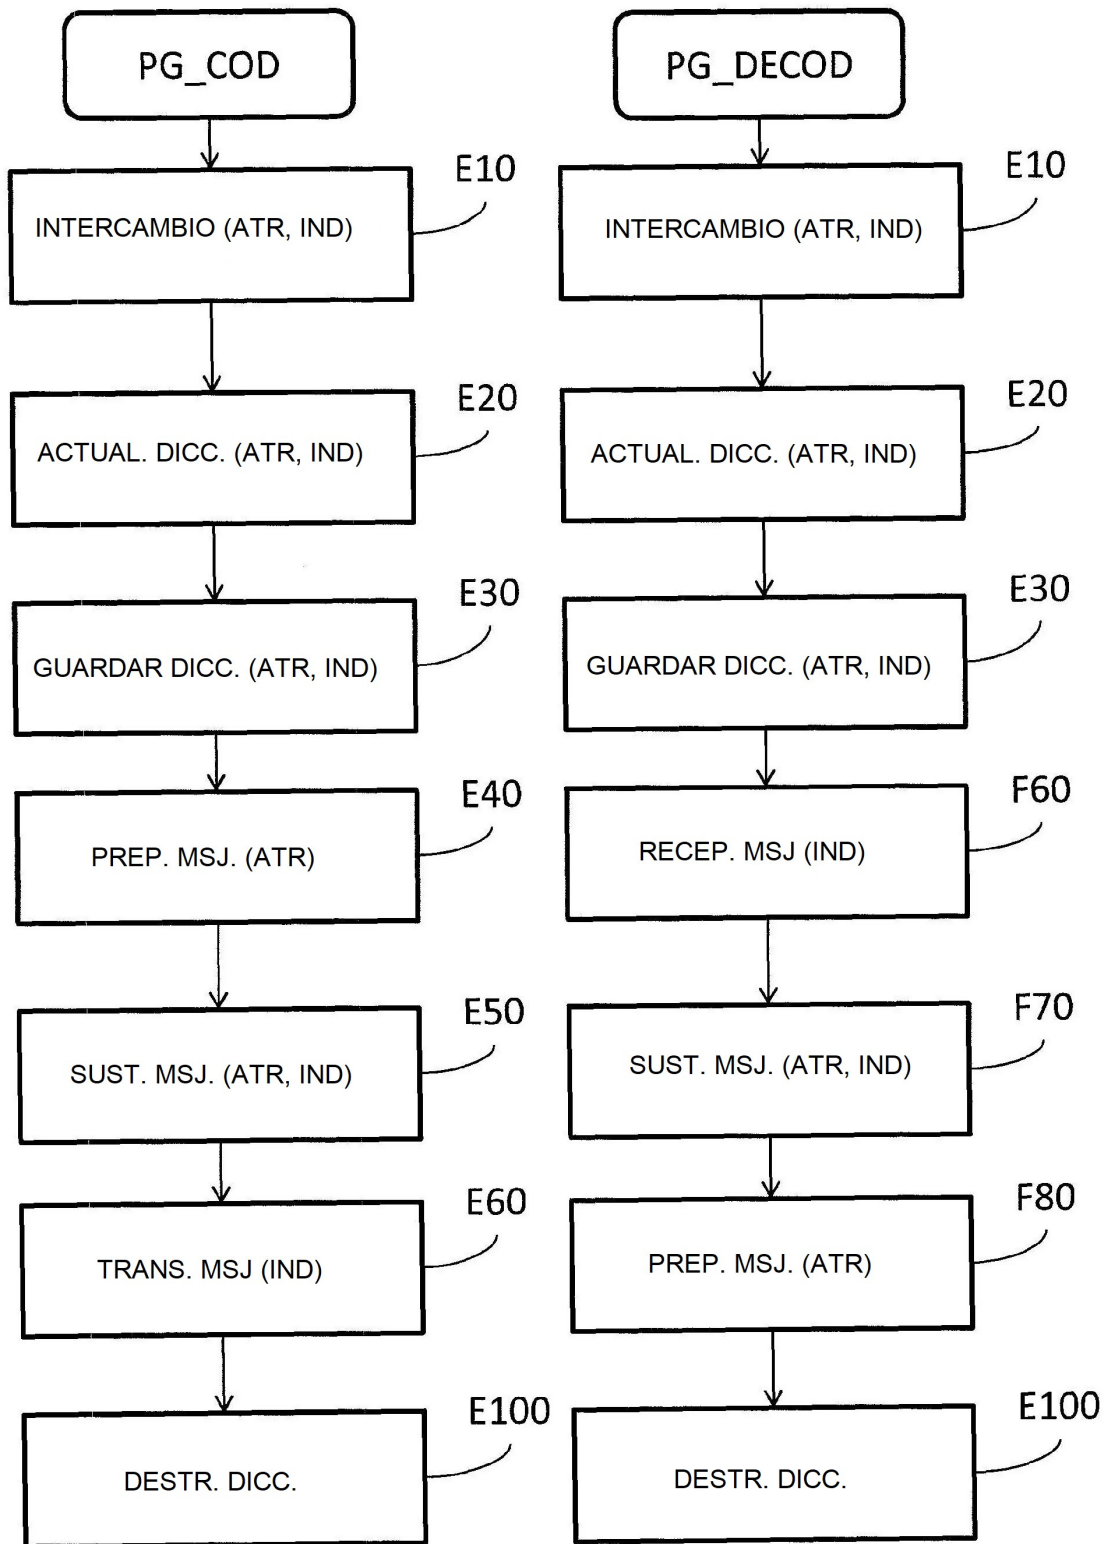 PG_COD
E10
INTERCAMBIO (ATR, IND)
E20
ACTUAL. DICC. (ATR, IND)
E30
GUARDAR DICC. (ATR, IND)
E40
PREP. MSJ. (ATR)
E50
SUST. MSJ. (ATR, IND)
E60
TRANS. MSJ (IND)
E100
DESTR. DICC.
PG_DECOD
E10
INTERCAMBIO (ATR, IND)
E20
ACTUAL. DICC. (ATR, IND)
E30
GUARDAR DICC. (ATR, IND)
F60
RECEP. MSJ (IND)
F70
SUST. MSJ. (ATR, IND)
F80
PREP. MSJ. (ATR)
E100
DESTR. DICC.